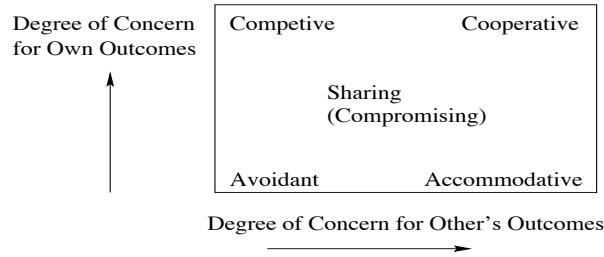 Degree of Concern
for Own Outcomes
Competive
Cooperative
Sharing
(Compromising)
Avoidant
Accommodative
Degree of Concern for Other's Outcomes